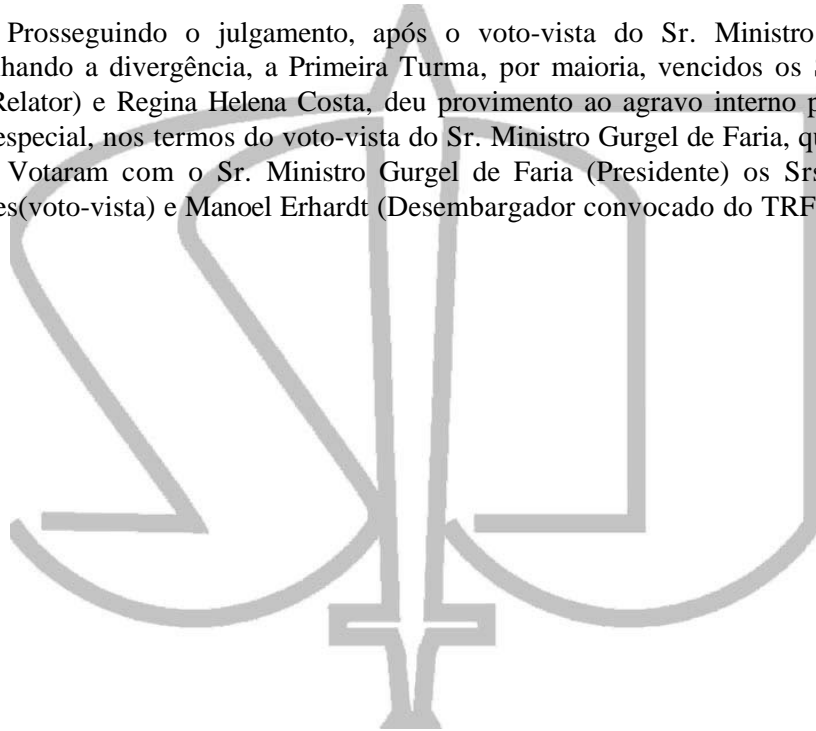 Prosseguindo o julgamento, após o voto-vista do Sr. Ministro
hando a divergência, a Primeira Turma, por maioria, vencidos os
Relator) e Regina Helena Costa, deu provimento ao agravo interno p
especial, nos termos do voto-vista do Sr. Ministro Gurgel de Faria, qu
Votaram com o Sr. Ministro Gurgel de Faria (Presidente) os Srs
es(voto-vista) e Manoel Erhardt (Desembargador convocado do TRF